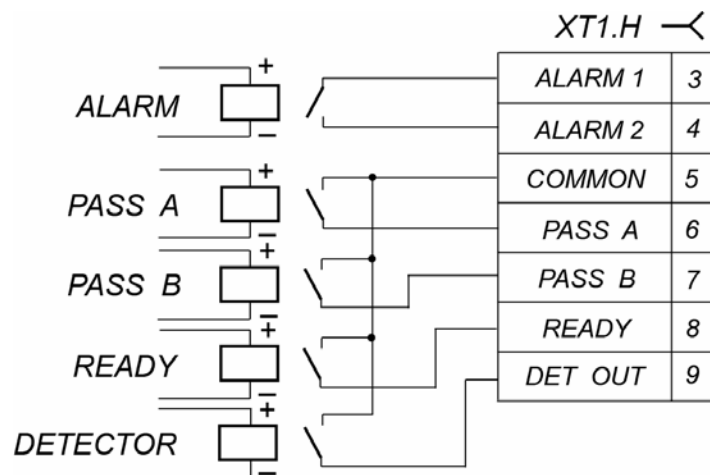 XT1.H
+
ALARM
−
ALARM 1 3
ALARM 2 4
+
PASS A
−
COMMON 5
PASS A 6
+
PASS B
−
PASS B 7
+
READY
−
READY 8
+
DETECTOR
−
DET OUT 9